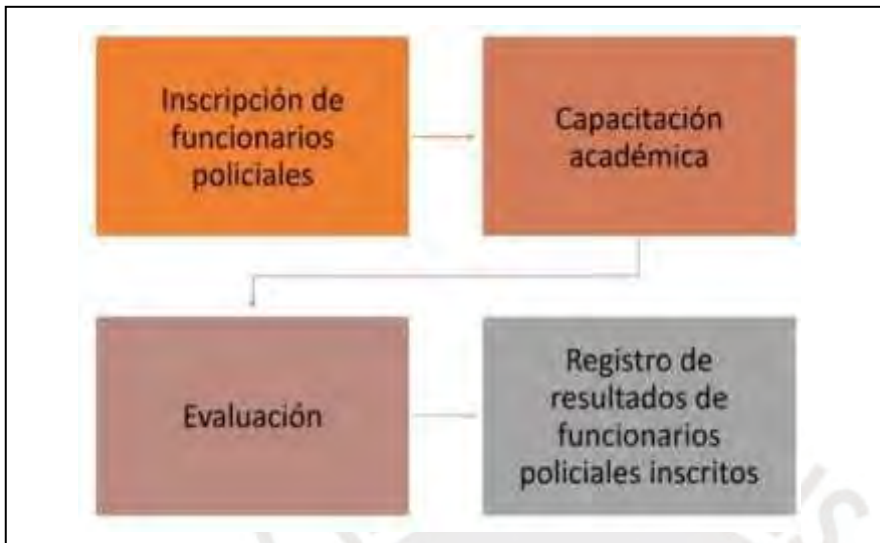 Inscripción de
funcionarios
policiales
Capacitación
académica
Evaluación
Registro de
resultados de
funcionarios
policiales inscritos